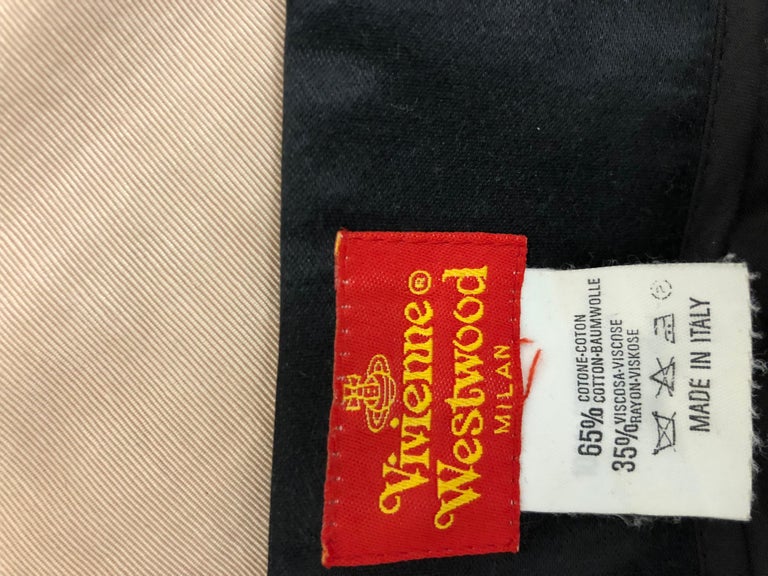 Vivienne®
Westwood
MILAN
65% COTONE-COTON
COTTON-BAUMWOLLE
35% VISCOSA-VISCOSE
RAYON-VISKOSE
MADE IN ITALY